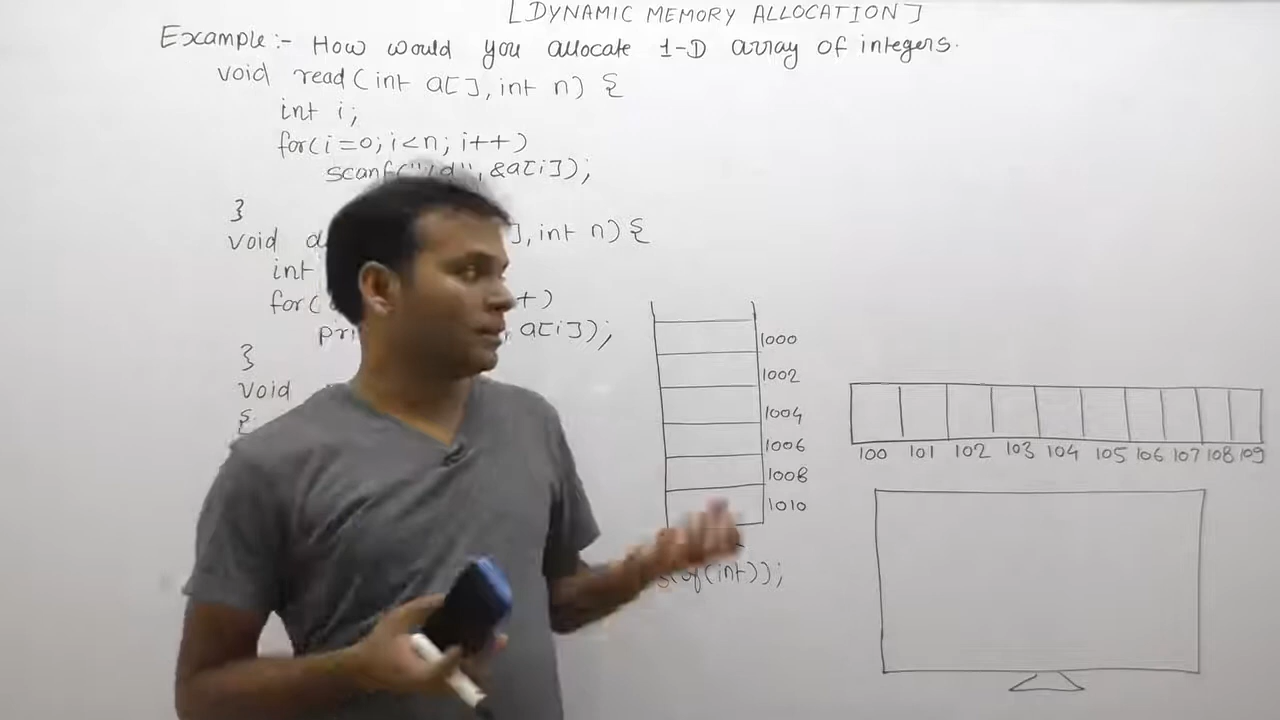 [DYNAMIC MEMORY ALLOCATION]
Example:- How would you allocate 1-D array of integers.
void read(int a[], int n) {
int i;
for(i=0; i<n; i++)
scanf("%d", &a[i]);
}
void ], int n) {
int
for( +)
a[i]);
}
void
{
1000
1002
1004
1006
1008
1010
100 101 102 103 104 105 106 107 108 109
of(int));